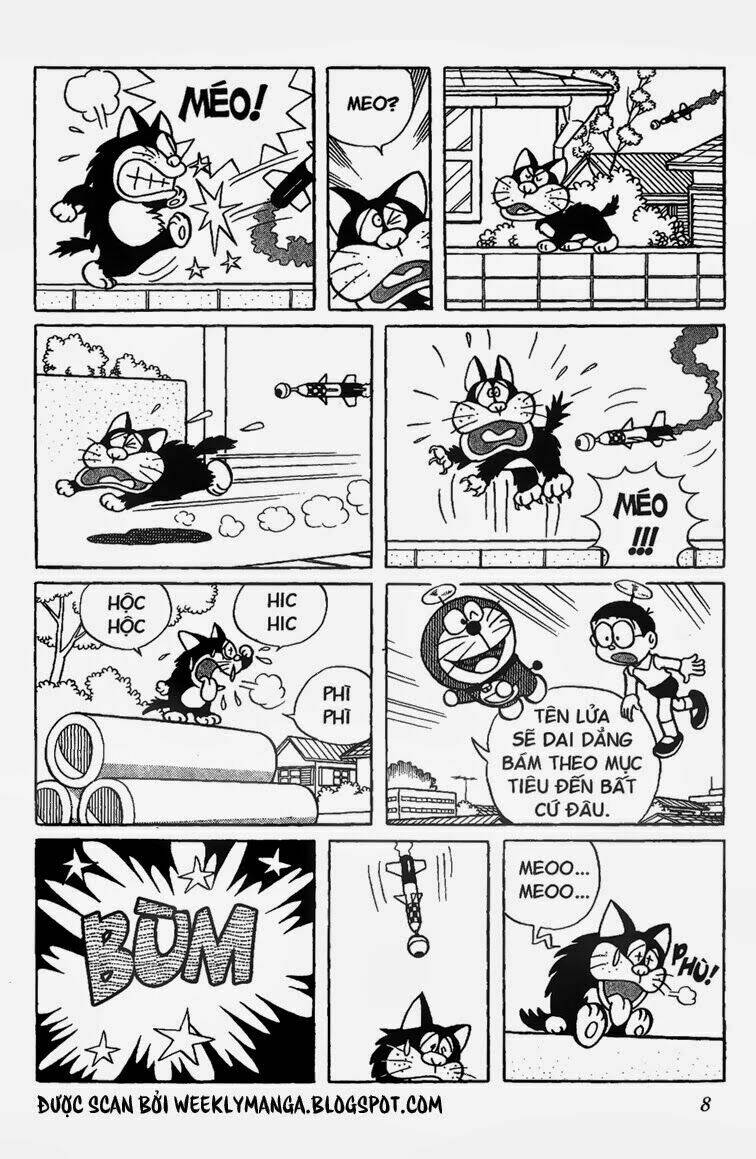 MEO?
MÉO!
MÉO
!!!
TÊN LỬA
SẼ DAI DẲNG
BÁM THEO MỤC
TIÊU ĐẾN BẤT
CỨ ĐÂU.
HIC
HIC
HỘC
HỘC
PHÌ
PHÌ
MEOO...
MEOO...
PHÙ!
BÙM
ĐƯỢC SCAN BỞI WEEKLYMANGA.BLOGSPOT.COM
8